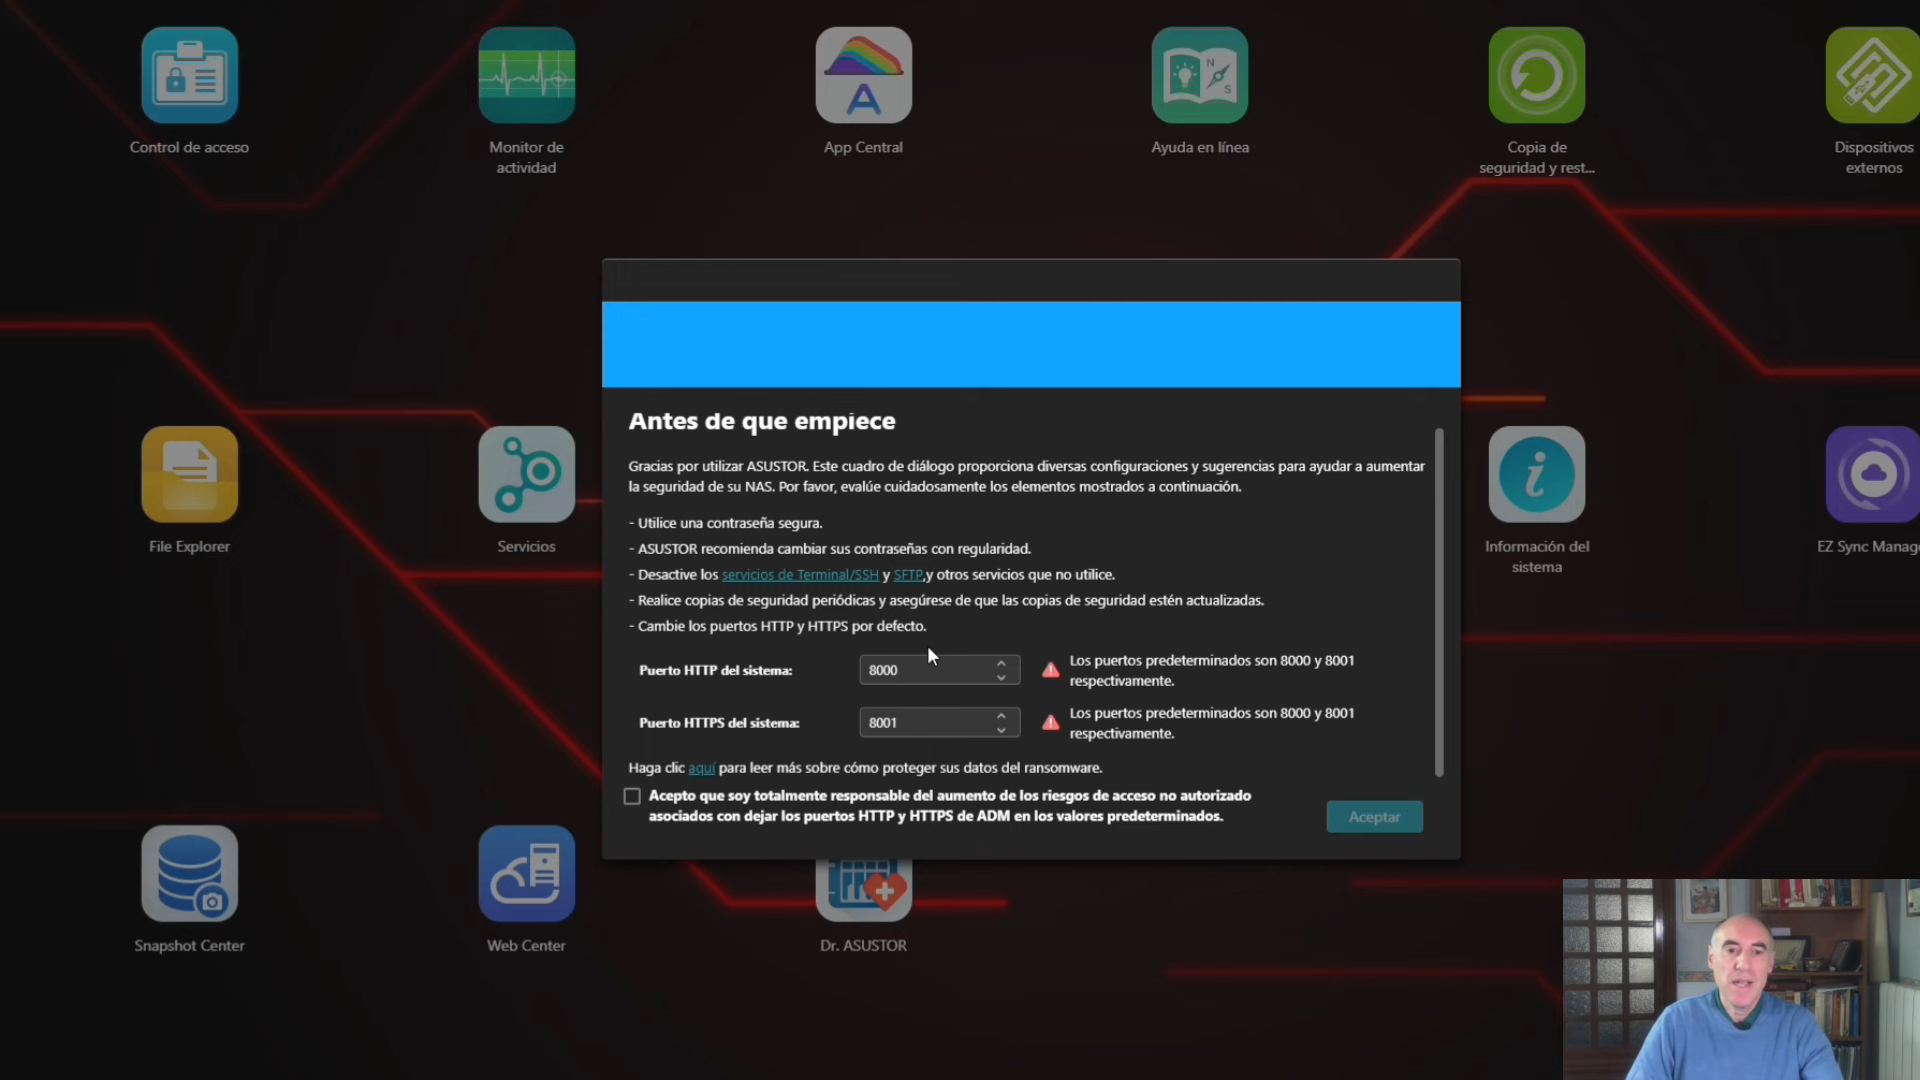 Control de acceso
Monitor de
actividad
App Central
Ayuda en línea
Copia de
seguridad y rest...
Dispositivos
externos
Antes de que empiece
Gracias por utilizar ASUSTOR. Este cuadro de diálogo proporciona diversas configuraciones y sugerencias para ayudar a aumentar
la seguridad de su NAS. Por favor, evalúe cuidadosamente los elementos mostrados a continuación.
- Utilice una contraseña segura.
- ASUSTOR recomienda cambiar sus contraseñas con regularidad.
- Desactive los servicios de Terminal/SSH y SFTP,y otros servicios que no utilice.
- Realice copias de seguridad periódicas y asegúrese de que las copias de seguridad estén actualizadas.
- Cambie los puertos HTTP y HTTPS por defecto.
Puerto HTTP del sistema:
8000
Los puertos predeterminados son 8000 y 8001
respectivamente.
Puerto HTTPS del sistema:
8001
Los puertos predeterminados son 8000 y 8001
respectivamente.
Haga clic aquí para leer más sobre cómo proteger sus datos del ransomware.
Acepto que soy totalmente responsable del aumento de los riesgos de acceso no autorizado
asociados con dejar los puertos HTTP y HTTPS de ADM en los valores predeterminados.
Aceptar
File Explorer
Servicios
Información del
sistema
EZ Sync Manag
Snapshot Center
Web Center
Dr. ASUSTOR